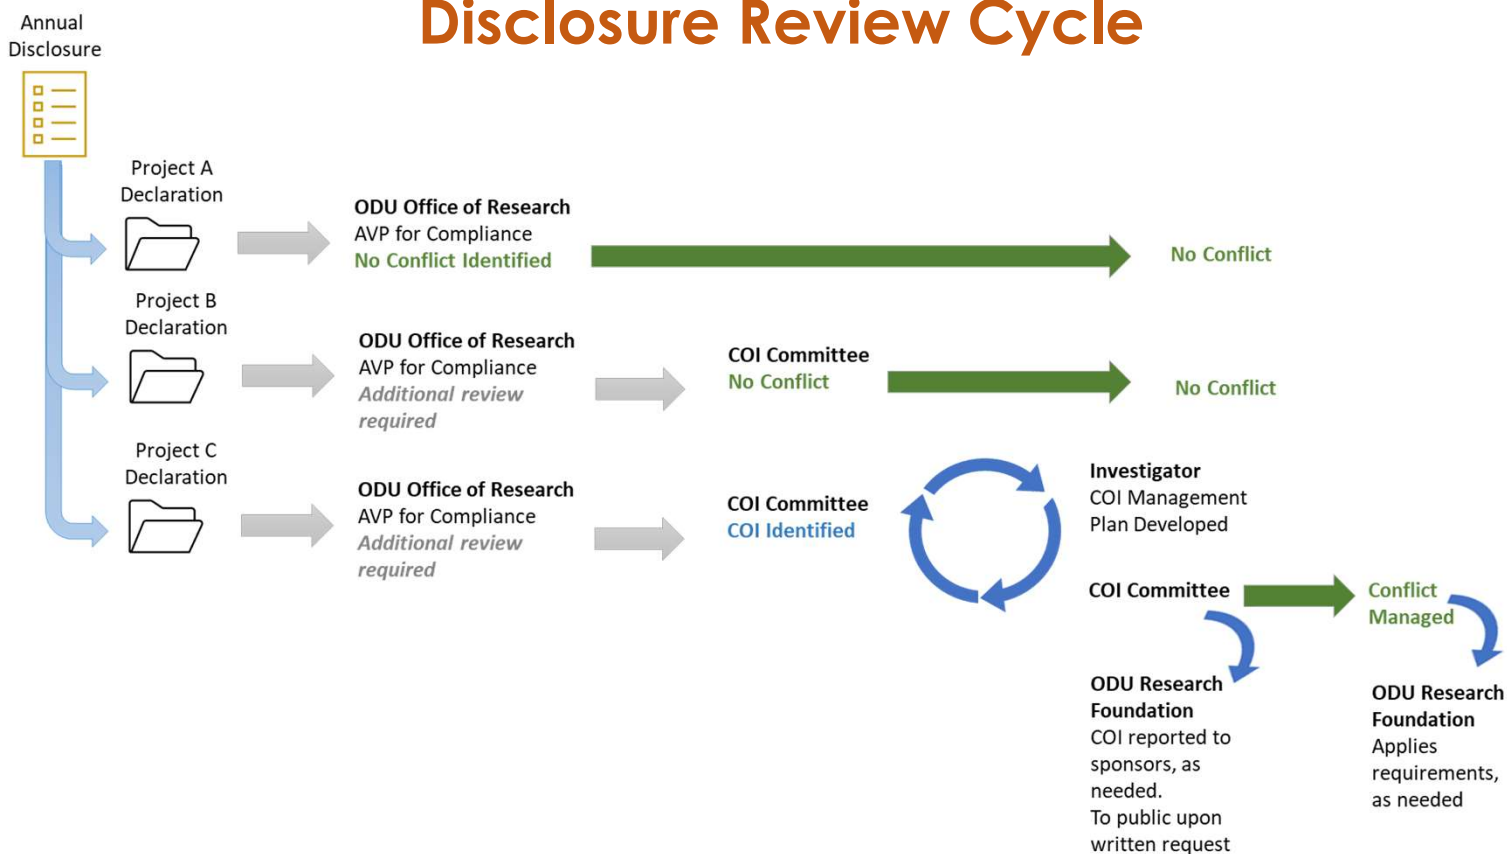 Disclosure Review Cycle
Annual
Disclosure
Project A
Declaration
ODU Office of Research
AVP for Compliance
No Conflict Identified
No Conflict
Project B
Declaration
ODU Office of Research
AVP for Compliance
Additional review
required
COI Committee
No Conflict
No Conflict
Project C
Declaration
ODU Office of Research
AVP for Compliance
Additional review
required
COI Committee
COI Identified
Investigator
COI Management
Plan Developed
COI Committee
Conflict
Managed
ODU Research
Foundation
COI reported to
sponsors, as
needed.
To public upon
written request
ODU Research
Foundation
Applies
requirements,
as needed